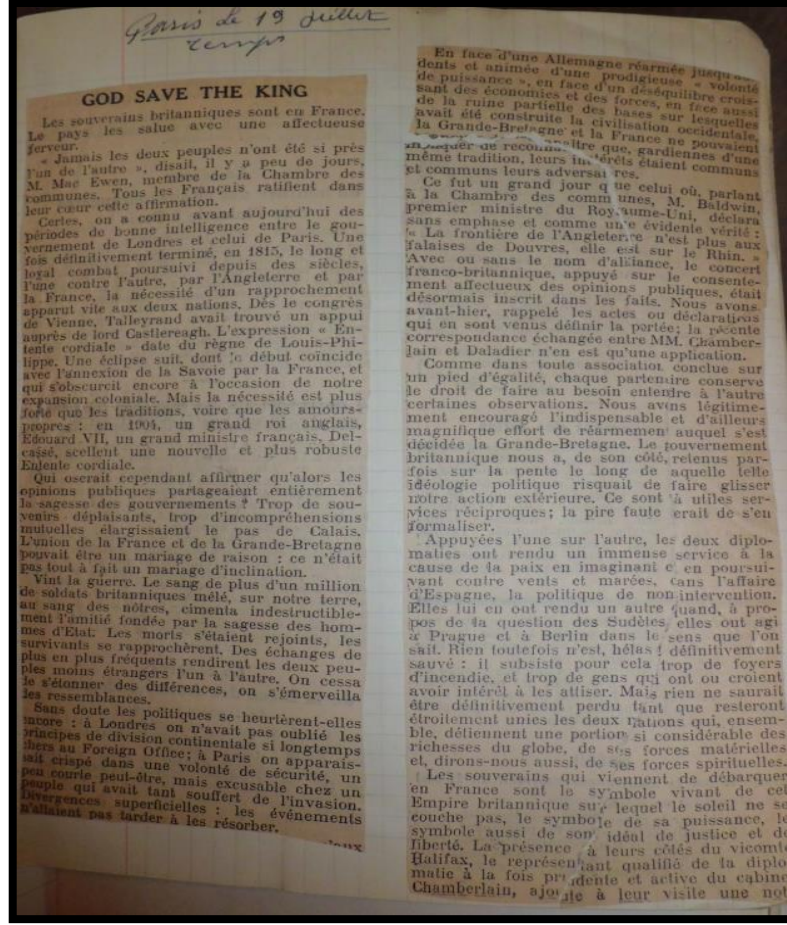 Paris le 19 Juillet
temps
GOD SAVE THE KING
Les souverains britanniques sont en France.
Le pays les salue avec une affectueuse
ferveur.
« Jamais les deux peuples n'ont été si près
l'un de l'autre », disait, il y a peu de jours,
M. Mac Ewen, membre de la Chambre des
communes. Tous les Français ratifient dans
leur cœur cette affirmation.
Certes, on a connu avant aujourd'hui des
périodes de bonne intelligence entre le gou-
vernement de Londres et celui de Paris. Une
fois définitivement terminé, en 1815, le long et
loyal combat poursuivi depuis des siècles,
l'une contre l'autre, par l'Angleterre et par
la France, la nécessité d'un rapprochement
apparut vite aux deux nations. Dès le congrès
de Vienne, Talleyrand avait trouvé un appui
auprès de lord Castlereagh. L'expression « En-
tente cordiale » date du règne de Louis-Phi-
lippe. Une éclipse suit, dont le début coïncide
avec l'annexion de la Savoie par la France, et
qui s'obscurcit encore à l'occasion de notre
expansion coloniale. Mais la nécessité est plus
forte que les traditions, voire que les amours-
propres : en 1904, un grand roi anglais,
Edouard VII, un grand ministre français, Del-
cassé, scellent une nouvelle et plus robuste
Entente cordiale.
Qui oserait cependant affirmer qu'alors les
opinions publiques partageaient entièrement
la sagesse des gouvernements ? Trop de sou-
venirs déplaisants, trop d'incompréhensions
mutuelles élargissaient le pas de Calais.
L'union de la France et de la Grande-Bretagne
pouvait être un mariage de raison : ce n'était
pas tout à fait un mariage d'inclination.
Vint la guerre. Le sang de plus d'un million
de soldats britanniques mêlé, sur notre terre,
au sang des nôtres, cimenta indestructible-
ment l'amitié fondée par la sagesse des hom-
mes d'Etat. Les morts s'étaient rejoints, les
survivants se rapprochèrent. Des échanges de
plus en plus fréquents rendirent les deux peu-
ples moins étrangers l'un à l'autre. On cessa
de s'étonner des différences, on s'émerveilla
des ressemblances.
Sans doute les politiques se heurtèrent-elles
encore : à Londres on n'avait pas oublié les
principes de division continentale si longtemps
chers au Foreign Office; à Paris on apparais-
sait crispé dans une volonté de sécurité, un
peu courte peut-être, mais excusable chez un
peuple qui avait tant souffert de l'invasion.
Divergences superficielles : les événements
n'allaient pas tarder à les résorber.
En face d'une Allemagne réarmée jusqu'aux
dents et animée d'une prodigieuse « volonté
de puissance », en face d'un déséquilibre crois-
sant des économies et des forces, en face aussi
de la ruine partielle des bases sur lesquelles
avait été construite la civilisation occidentale,
la Grande-Bretagne et la France ne pouvaient
manquer de reconnaître que, gardiennes d'une
même tradition, leurs intérêts étaient communs
et communs leurs adversaires.
Ce fut un grand jour que celui où, parlant
à la Chambre des communes, M. Baldwin,
premier ministre du Royaume-Uni, déclara
sans emphase et comme une évidente vérité :
« La frontière de l'Angleterre n'est plus aux
falaises de Douvres, elle est sur le Rhin. »
Avec ou sans le nom d'alliance, le concert
franco-britannique, appuyé sur le consente-
ment affectueux des opinions publiques, était
désormais inscrit dans les faits. Nous avons,
avant-hier, rappelé les actes ou déclarations
qui en sont venus définir la portée; la récente
correspondance échangée entre MM. Chamber-
lain et Daladier n'en est qu'une application.
Comme dans toute association conclue sur
un pied d'égalité, chaque partenaire conserve
le droit de faire au besoin entendre à l'autre
certaines observations. Nous avons légitime-
ment encouragé l'indispensable et d'ailleurs
magnifique effort de réarmement auquel s'est
décidée la Grande-Bretagne. Le gouvernement
britannique nous a, de son côté, retenus par-
fois sur la pente le long de laquelle telle
idéologie politique risquait de faire glisser
notre action extérieure. Ce sont là utiles ser-
vices réciproques; la pire faute serait de s'en
formaliser.
Appuyées l'une sur l'autre, les deux diplo-
maties ont rendu un immense service à la
cause de la paix en imaginant et en poursui-
vant contre vents et marées, dans l'affaire
d'Espagne, la politique de non-intervention.
Elles lui en ont rendu un autre quand, à pro-
pos de la question des Sudètes, elles ont agi
à Prague et à Berlin dans le sens que l'on
sait. Rien toutefois n'est, hélas ! définitivement
sauvé : il subsiste pour cela trop de foyers
d'incendie, et trop de gens qui ont ou croient
avoir intérêt à les attiser. Mais rien ne saurait
être définitivement perdu tant que resteront
étroitement unies les deux nations qui, ensem-
ble, détiennent une portion si considérable des
richesses du globe, de ses forces matérielles
et, dirons-nous aussi, de ses forces spirituelles.
Les souverains qui viennent de débarquer
en France sont le symbole vivant de cet
Empire britannique sur lequel le soleil ne se
couche pas, le symbole de sa puissance, le
symbole aussi de son idéal de justice et de
liberté. La présence à leurs côtés du vicomte
Halifax, le représentant qualifié de la diplo-
matie à la fois prudente et active du cabinet
Chamberlain, ajoute à leur visite une not